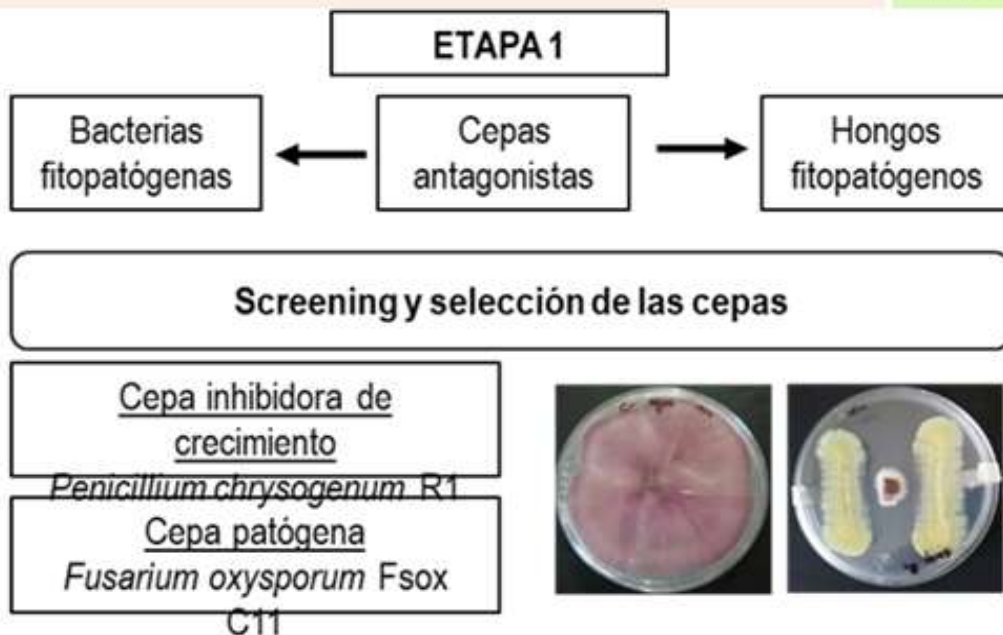 ETAPA 1
Bacterias
fitopatógenas
Cepas
antagonistas
Hongos
fitopatógenos
Screening y selección de las cepas
Cepa inhibidora de
crecimiento
Penicillium chrysogenum R1
Cepa patógena
Fusarium oxysporum Fsox
C11